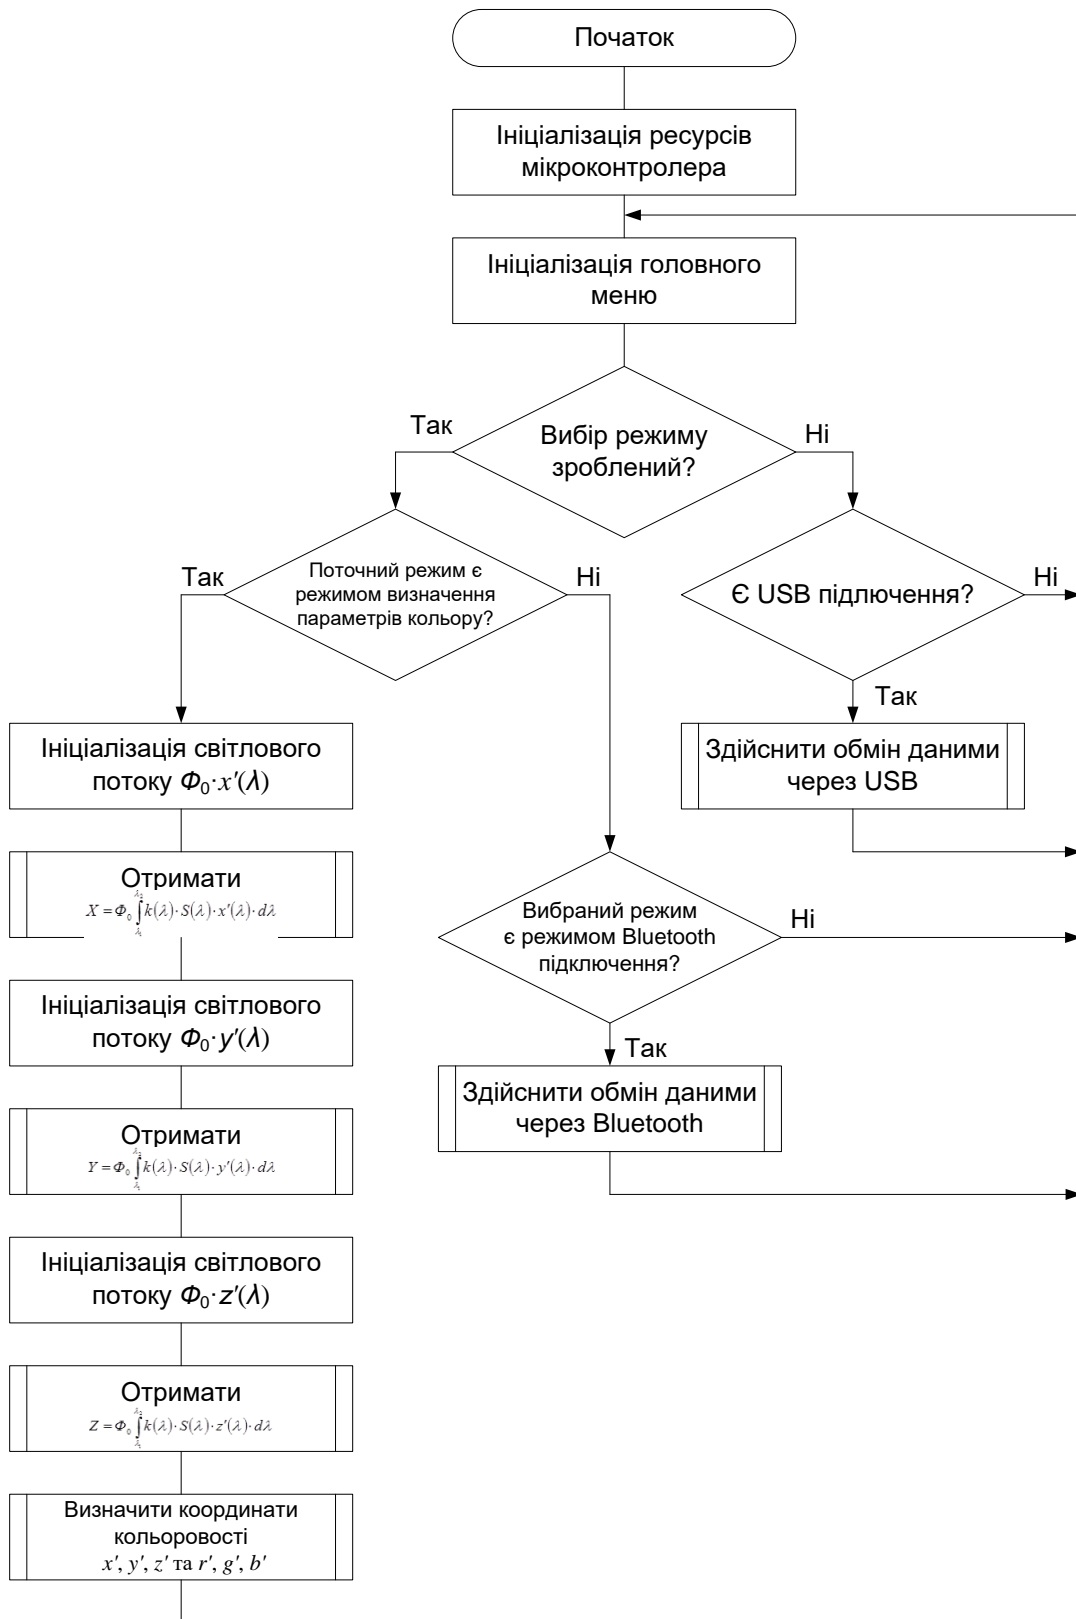 Початок
Ініціалізація ресурсів
мікроконтролера
Ініціалізація головного
меню
Так
Вибір режиму
зроблений?
Ні
Так
Поточний режим є
режимом визначення
параметрів кольору?
Ні
Є USB підлючення?
Ні
Так
Ініціалізація світлового
потоку Φ₀·x′(λ)
Здійснити обмін даними
через USB
Отримати
X = Φ₀ ∫λ₁λ₂ k(λ)·S(λ)·x′(λ)·dλ
Вибраний режим
є режимом Bluetooth
підключення?
Ні
Ініціалізація світлового
потоку Φ₀·y′(λ)
Так
Здійснити обмін даними
через Bluetooth
Отримати
Y = Φ₀ ∫λ₁λ₂ k(λ)·S(λ)·y′(λ)·dλ
Ініціалізація світлового
потоку Φ₀·z′(λ)
Отримати
Z = Φ₀ ∫λ₁λ₂ k(λ)·S(λ)·z′(λ)·dλ
Визначити координати
кольоровості
x′, y′, z′ та r′, g′, b′